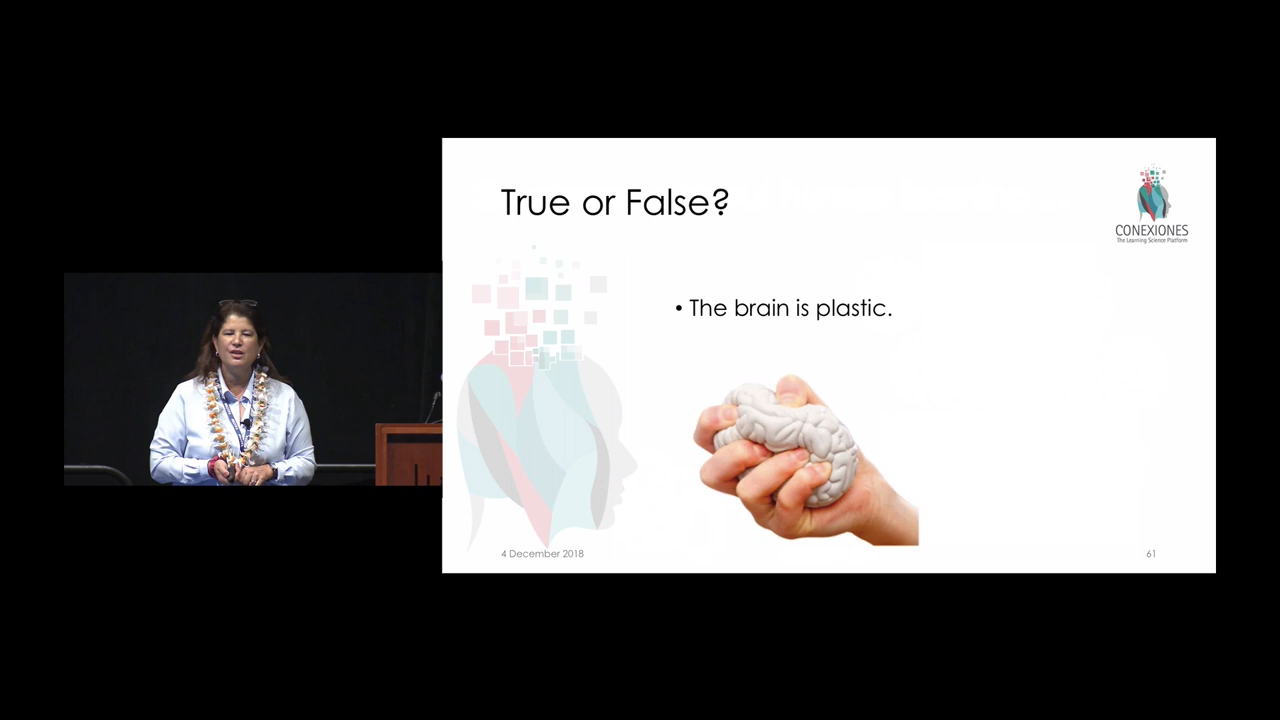 True or False?
CONEXIONES
The Learning Science Platform
• The brain is plastic.
4 December 2018
61